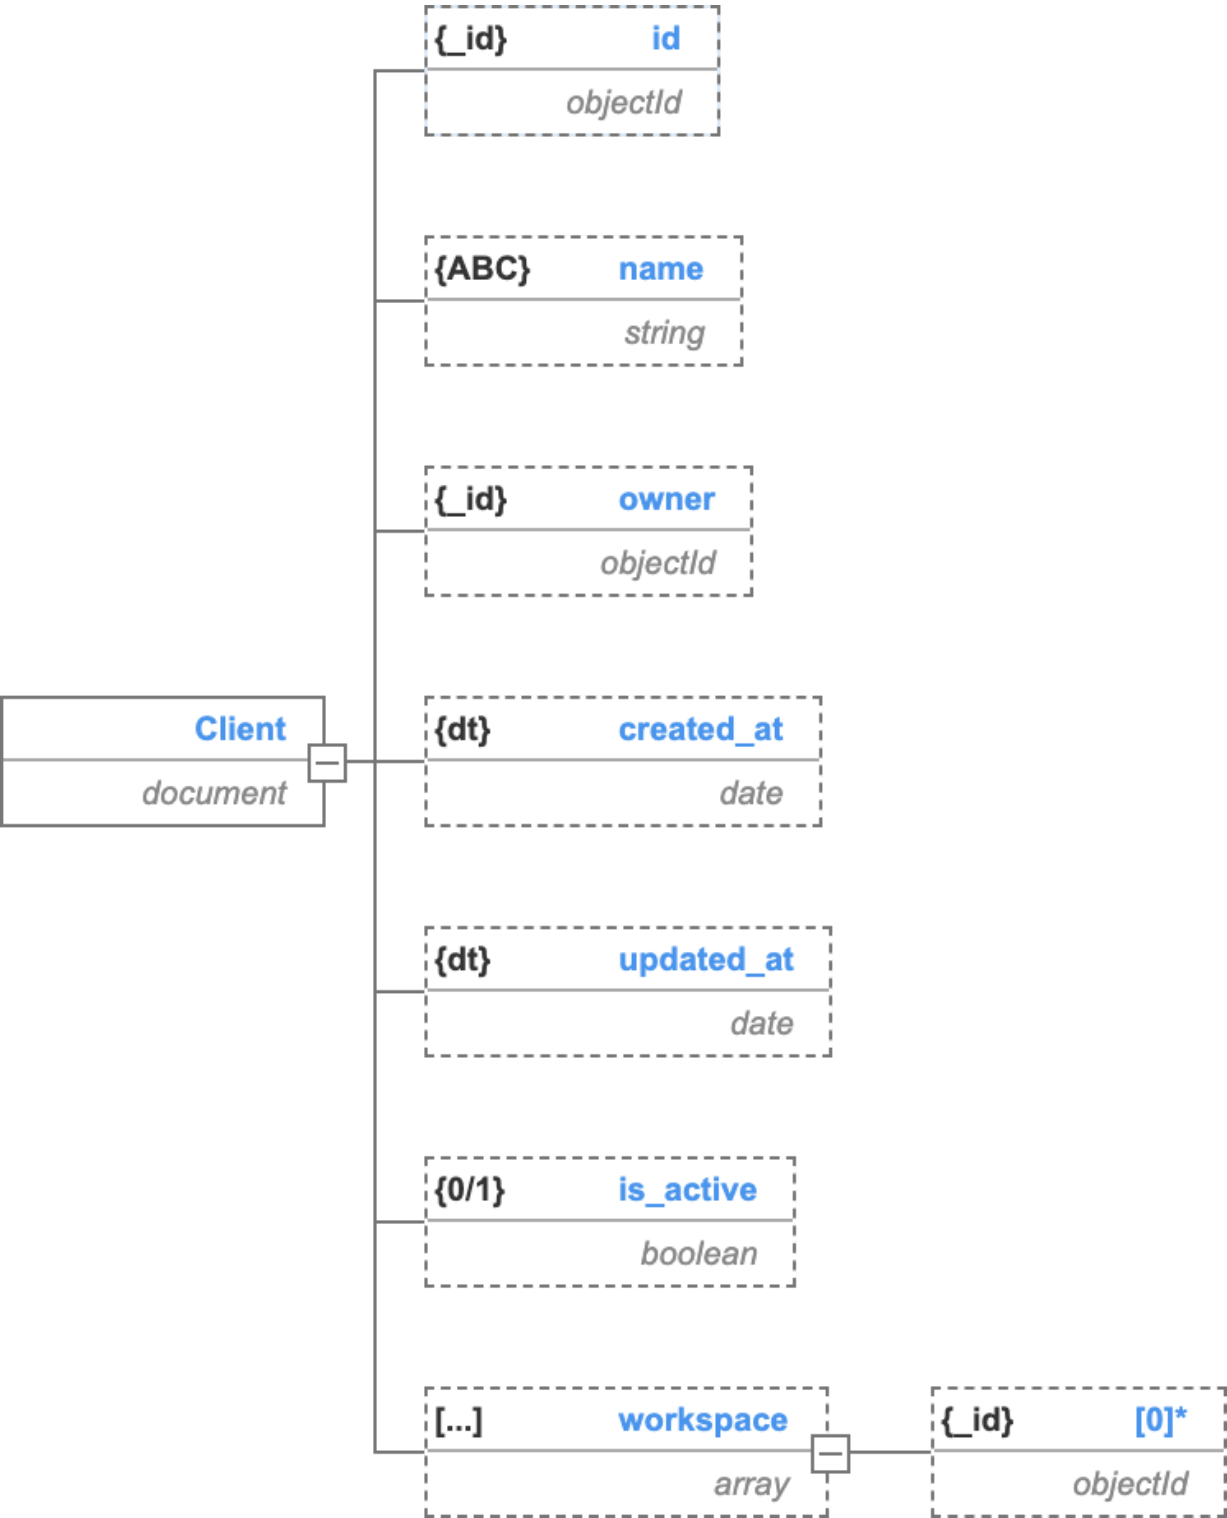 {_id} id
objectId
{ABC} name
string
{_id} owner
objectId
Client
document
{dt} created_at
date
{dt} updated_at
date
{0/1} is_active
boolean
[...] workspace
array
{_id} [0]*
objectId